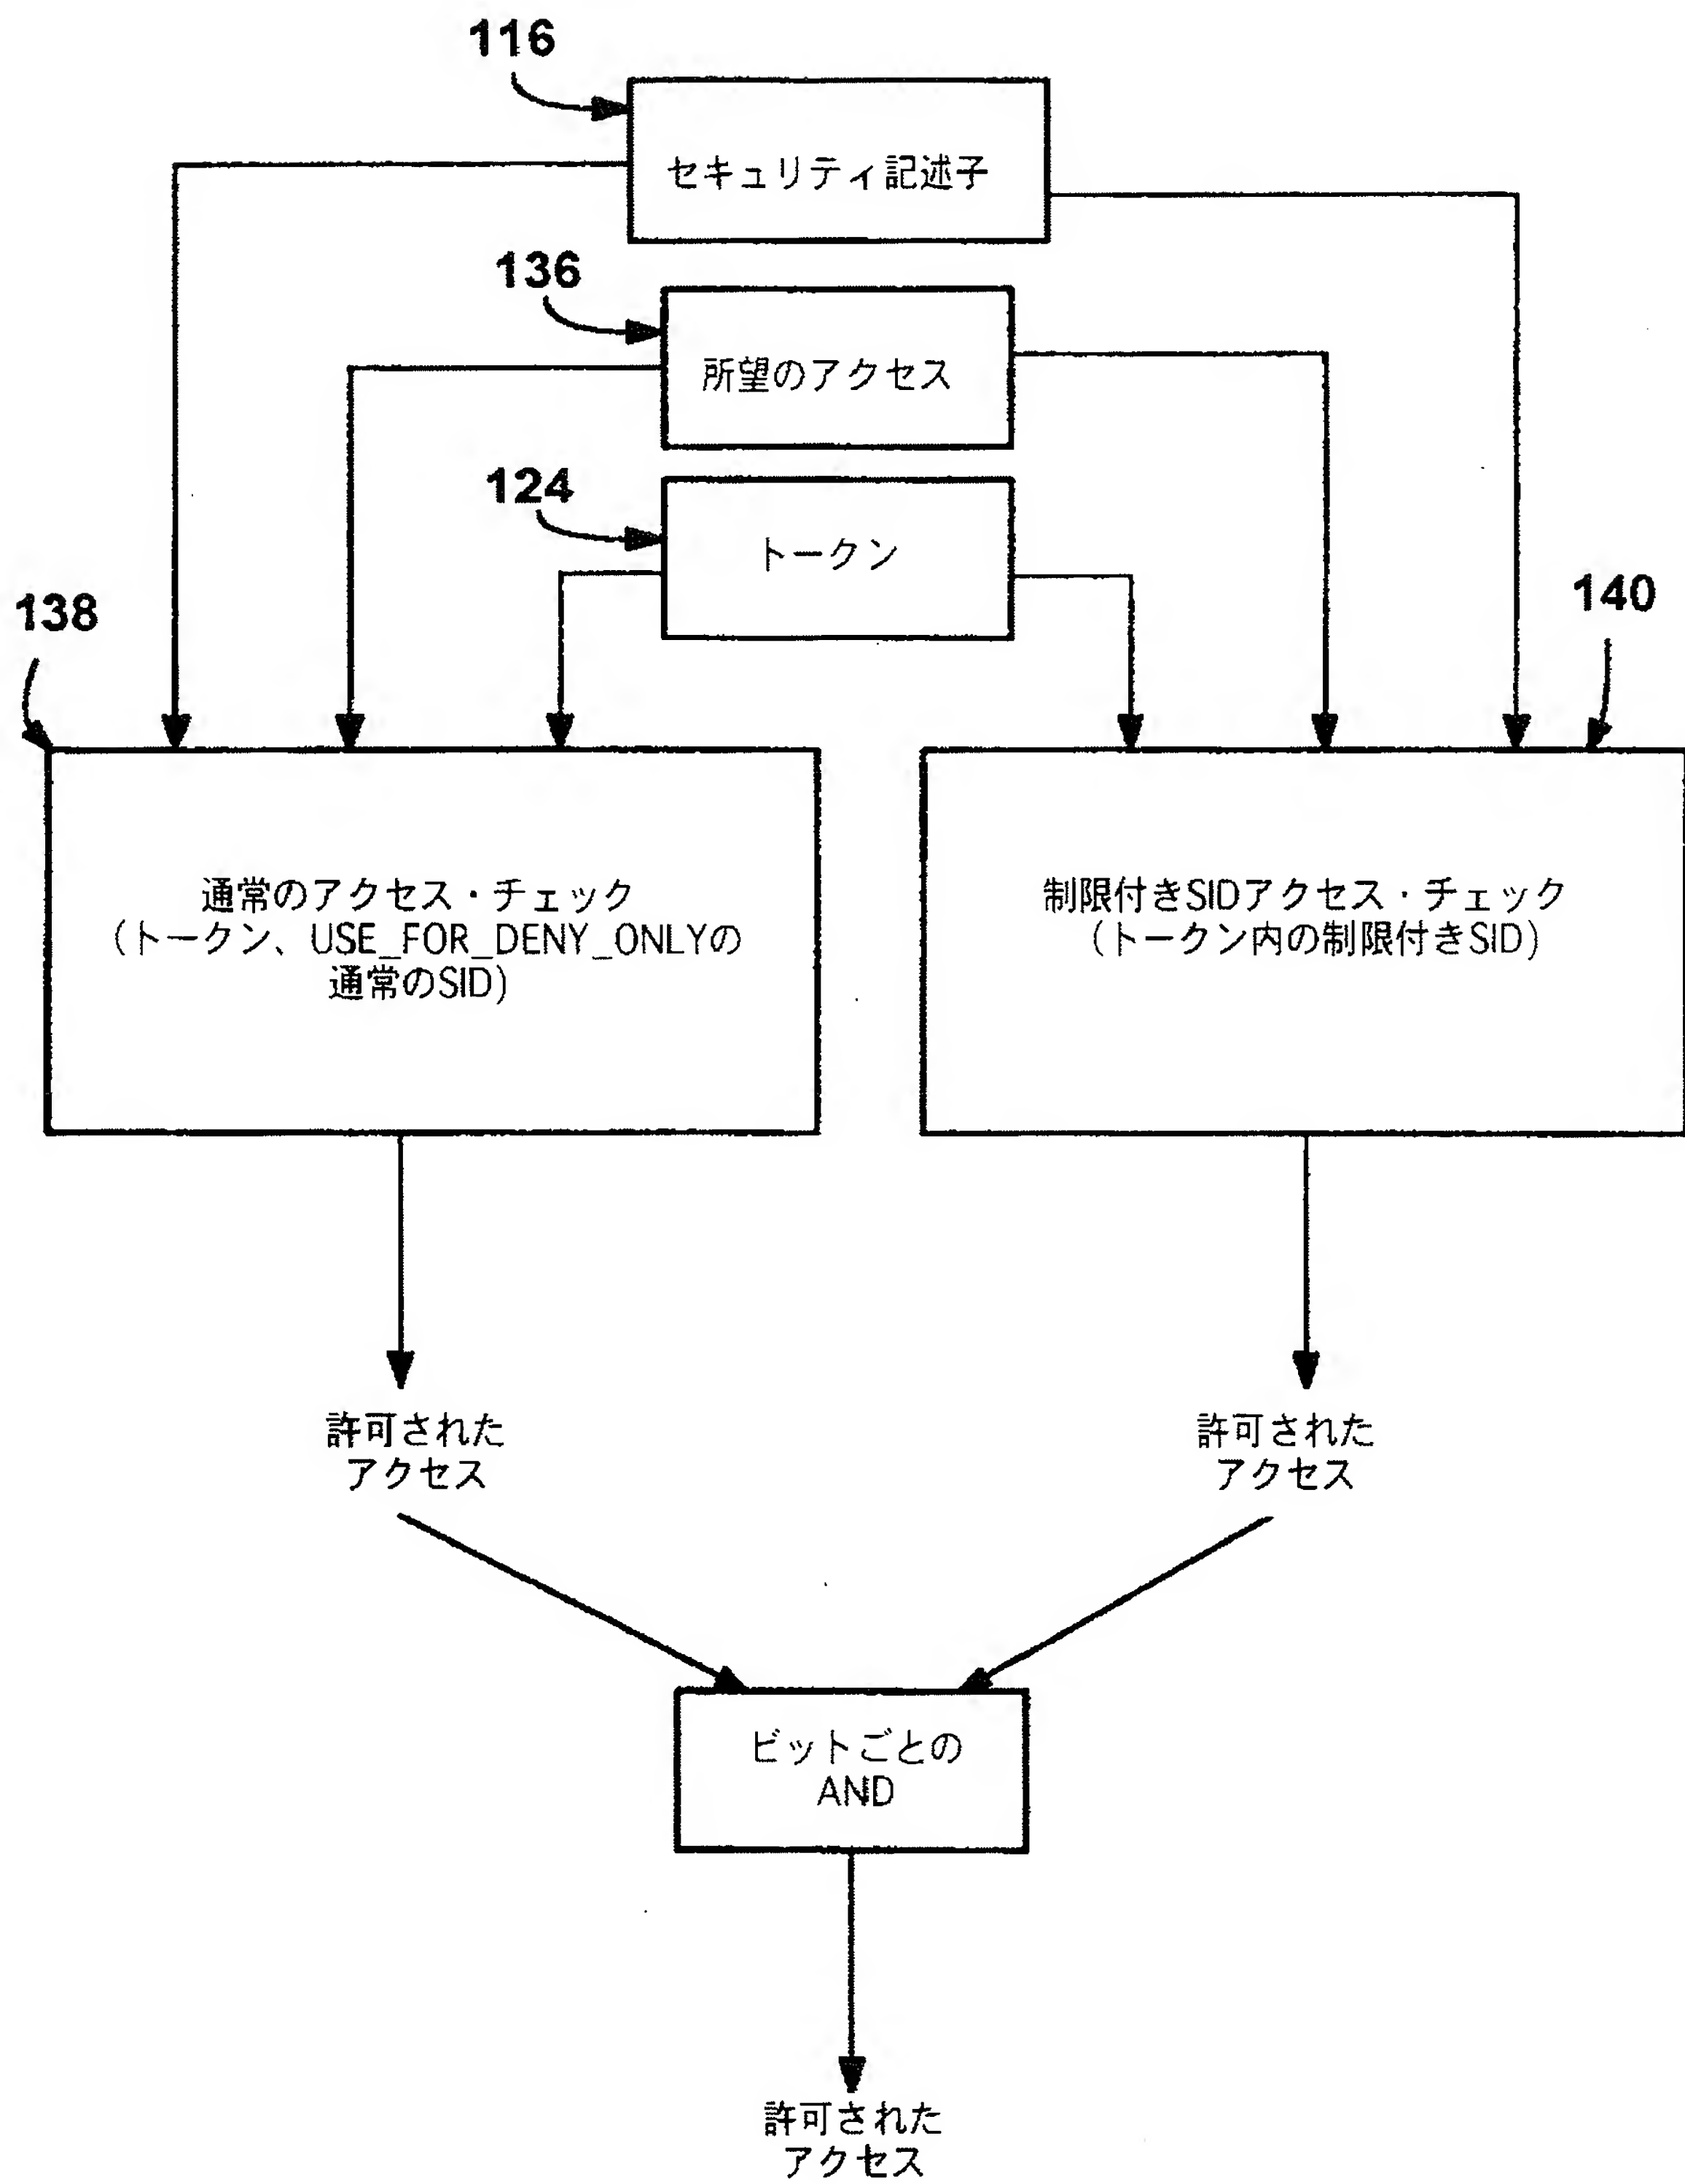 116
セキュリティ記述子
136
所望のアクセス
124
トークン
138
140
通常のアクセス・チェック
(トークン、USE_FOR_DENY_ONLYの
通常のSID)
制限付きSIDアクセス・チェック
(トークン内の制限付きSID)
許可された
アクセス
許可された
アクセス
ビットごとの
AND
許可された
アクセス